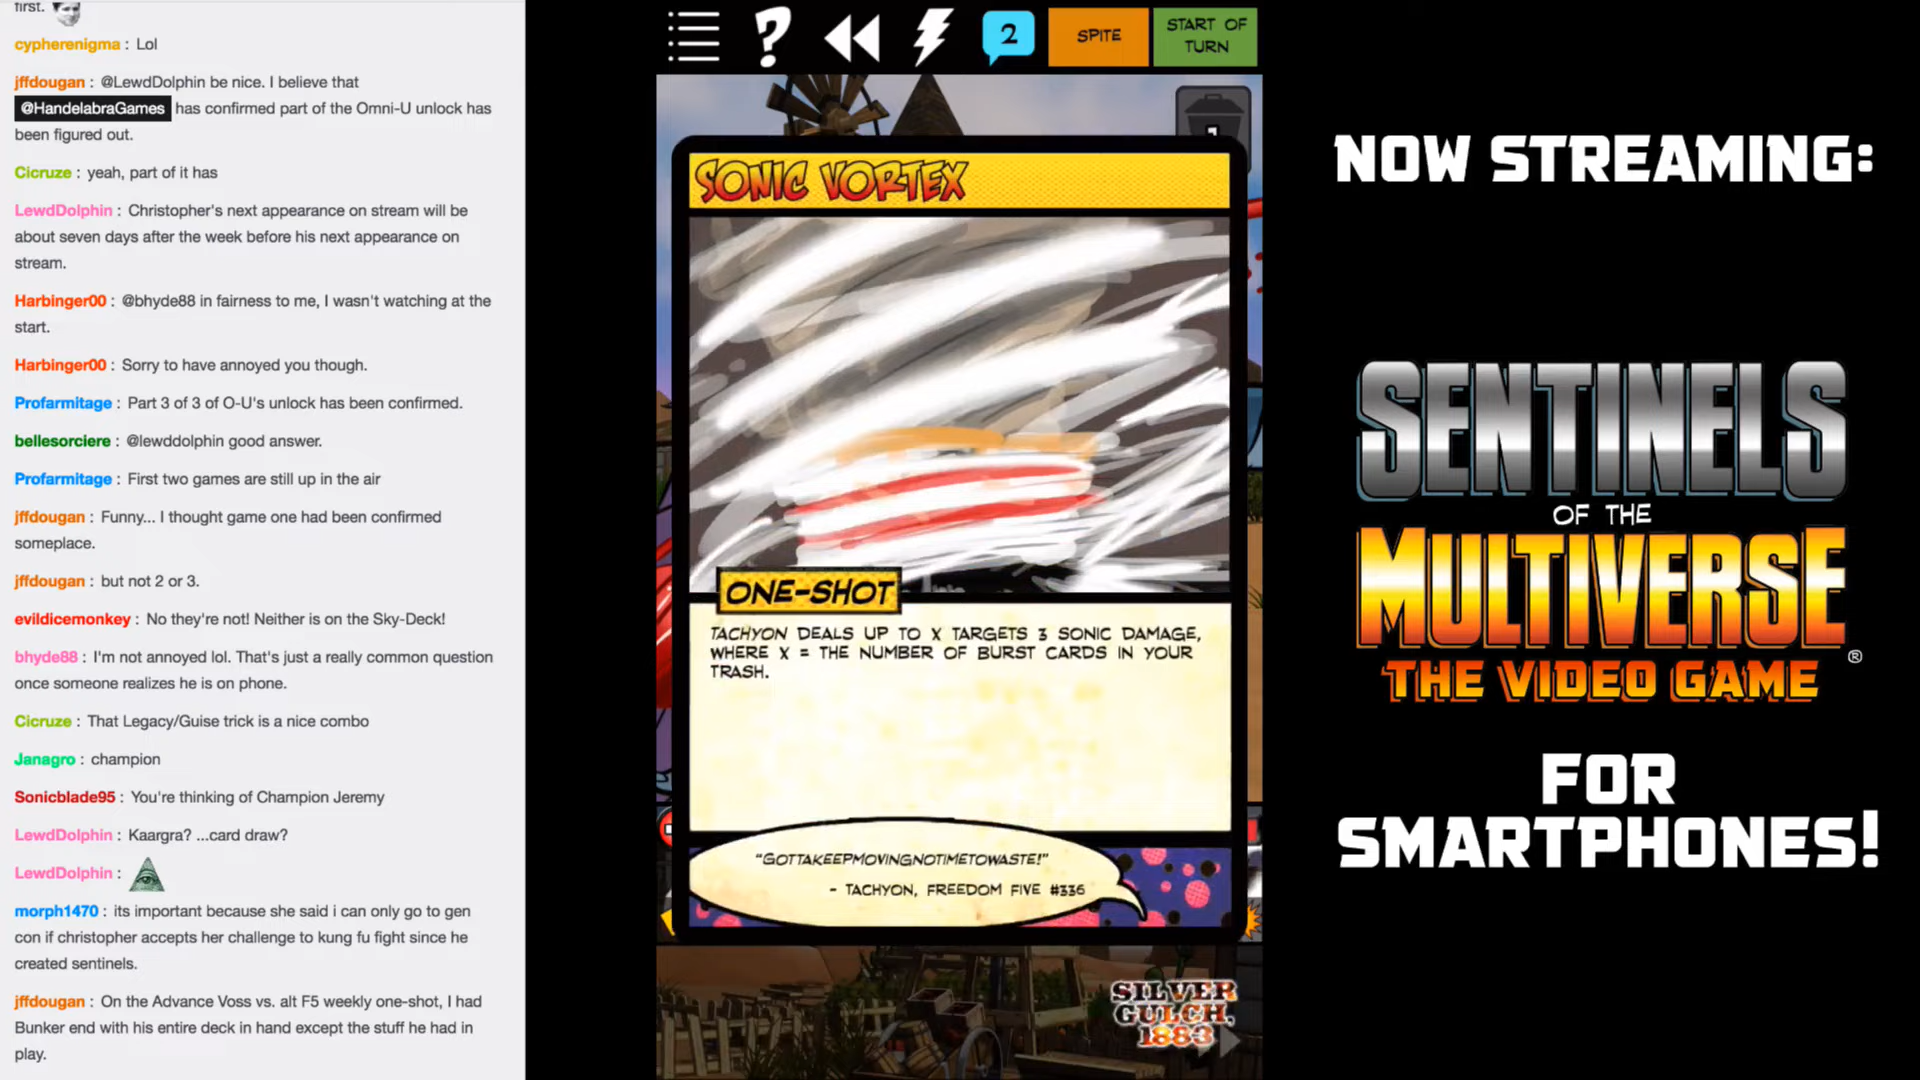 first.
cypherenigma : Lol
jffdougan : @LewdDolphin be nice. I believe that
@HandelabraGames has confirmed part of the Omni-U unlock has
been figured out.
Cicruze : yeah, part of it has
LewdDolphin : Christopher's next appearance on stream will be
about seven days after the week before his next appearance on
stream.
Harbinger00 : @bhyde88 in fairness to me, I wasn't watching at the
start.
Harbinger00 : Sorry to have annoyed you though.
Profarmitage : Part 3 of 3 of O-U's unlock has been confirmed.
bellesorciere : @lewddolphin good answer.
Profarmitage : First two games are still up in the air
jffdougan : Funny... I thought game one had been confirmed
someplace.
jffdougan : but not 2 or 3.
evildicemonkey : No they're not! Neither is on the Sky-Deck!
bhyde88 : I'm not annoyed lol. That's just a really common question
once someone realizes he is on phone.
Cicruze : That Legacy/Guise trick is a nice combo
Janagro : champion
Sonicblade95 : You're thinking of Champion Jeremy
LewdDolphin : Kaargra? ...card draw?
LewdDolphin :
morph1470 : its important because she said i can only go to gen
con if christopher accepts her challenge to kung fu fight since he
created sentinels.
jffdougan : On the Advance Voss vs. alt F5 weekly one-shot, I had
Bunker end with his entire deck in hand except the stuff he had in
play.
?
2
SPITE
START OF
TURN
SONIC VORTEX
ONE-SHOT
TACHYON DEALS UP TO X TARGETS 3 SONIC DAMAGE,
WHERE X = THE NUMBER OF BURST CARDS IN YOUR
TRASH.
"GOTTAKEEPMOVINGNOTIMETOWASTE!"
- TACHYON, FREEDOM FIVE #336
SILVER
GULCH,
1883
NOW STREAMING:
SENTINELS
OF THE
MULTIVERSE
®
THE VIDEO GAME
FOR
SMARTPHONES!